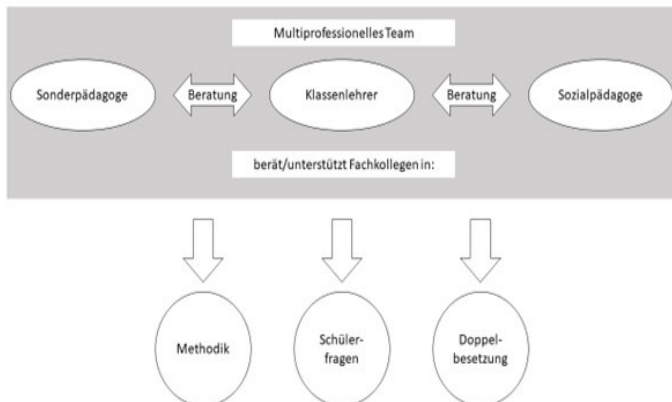 Multiprofessionelles Team
Sonderpädagoge
Beratung
Klassenlehrer
Beratung
Sozialpädagoge
berät/unterstützt Fachkollegen in:
Methodik
Schüler-
fragen
Doppel-
besetzung